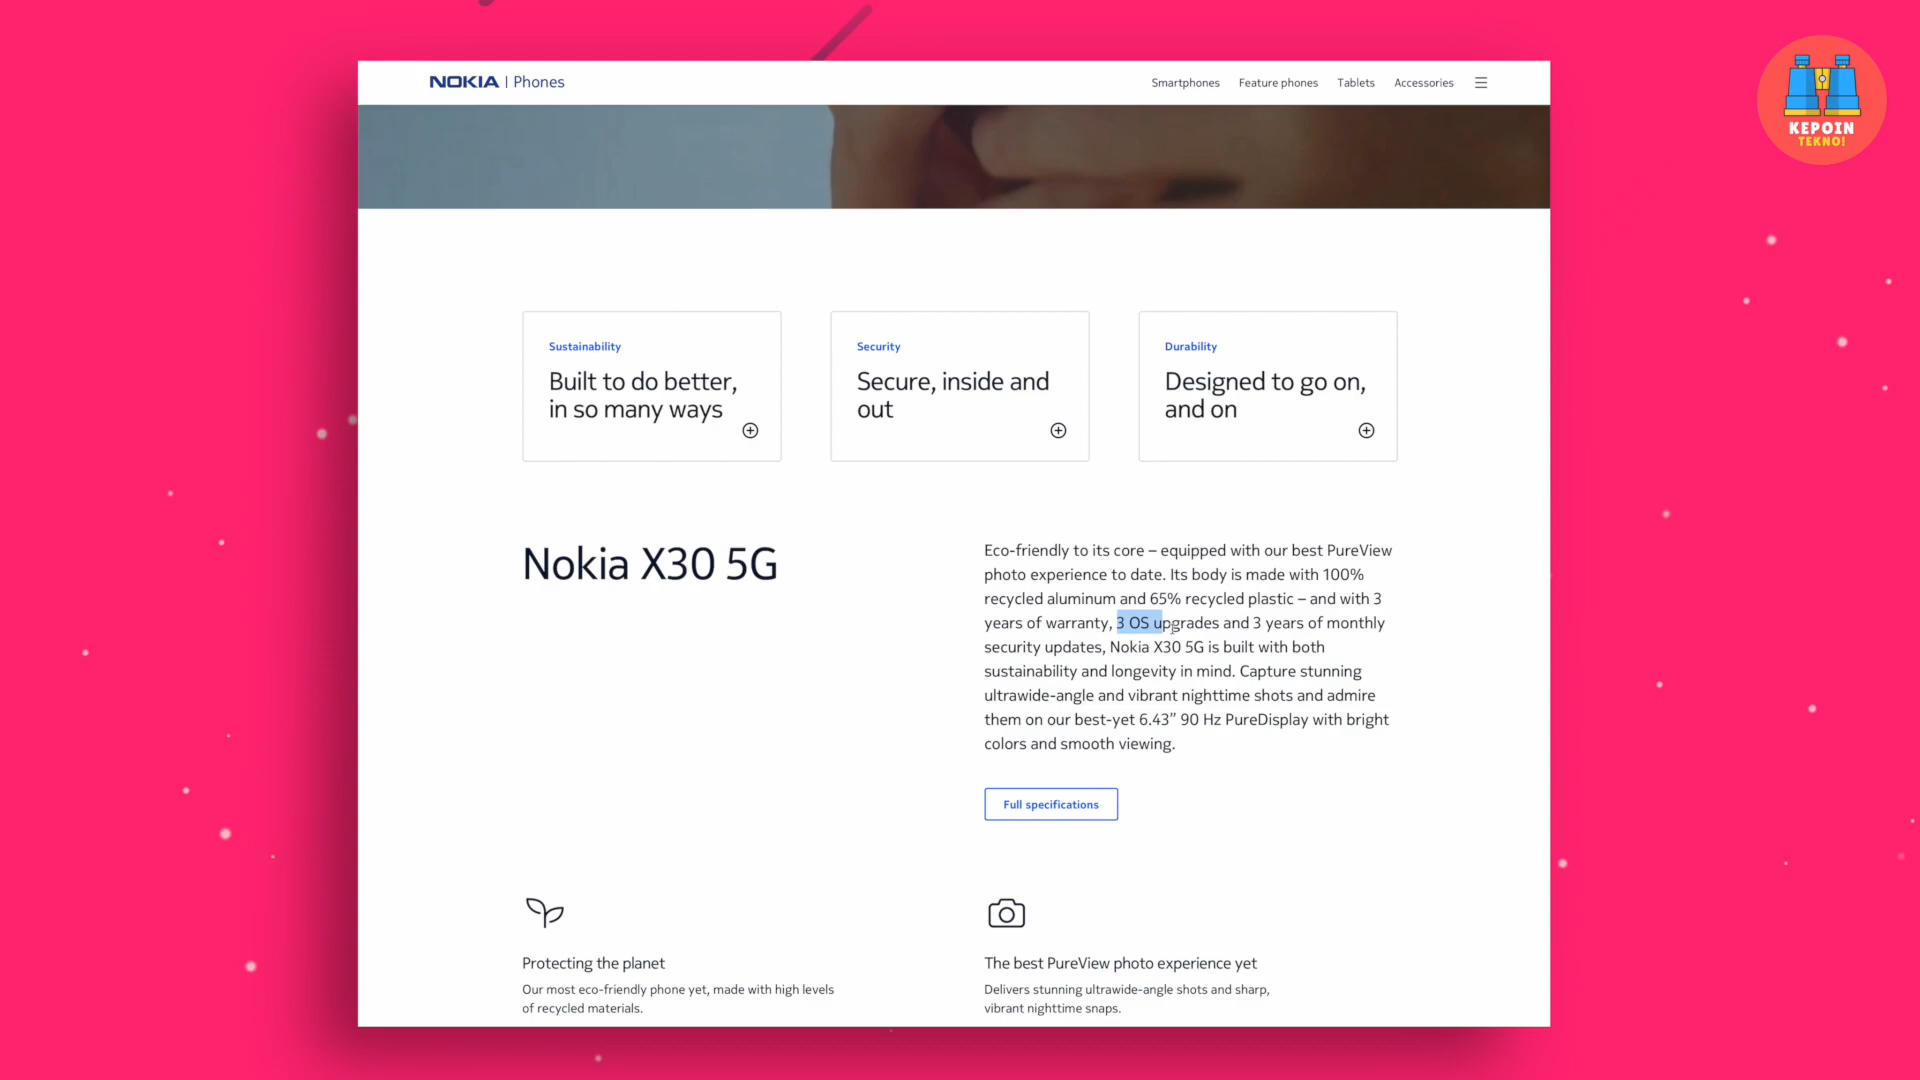 NOKIA | Phones
Smartphones Feature phones Tablets Accessories
KEPOIN
TEKNO!
Sustainability
Built to do better,
in so many ways
Security
Secure, inside and
out
Durability
Designed to go on,
and on
Nokia X30 5G
Eco-friendly to its core – equipped with our best PureView
photo experience to date. Its body is made with 100%
recycled aluminum and 65% recycled plastic – and with 3
years of warranty, 3 OS upgrades and 3 years of monthly
security updates, Nokia X30 5G is built with both
sustainability and longevity in mind. Capture stunning
ultrawide-angle and vibrant nighttime shots and admire
them on our best-yet 6.43” 90 Hz PureDisplay with bright
colors and smooth viewing.
Full specifications
Protecting the planet
Our most eco-friendly phone yet, made with high levels
of recycled materials.
The best PureView photo experience yet
Delivers stunning ultrawide-angle shots and sharp,
vibrant nighttime snaps.